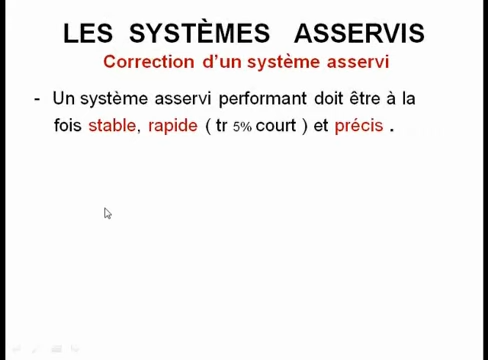 LES SYSTÈMES ASSERVIS
Correction d'un système asservi
- Un système asservi performant doit être à la
fois stable, rapide ( tr 5% court ) et précis .